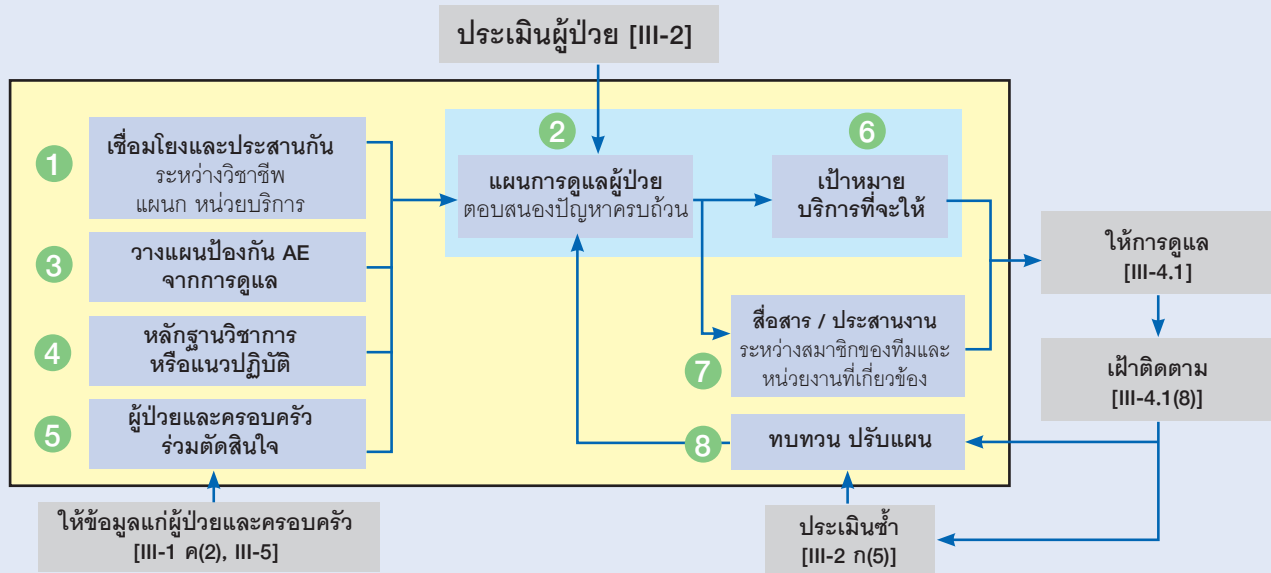 ประเมินผู้ป่วย [III-2]
1
เชื่อมโยงและประสานกัน
ระหว่างวิชาชีพ
แผนก หน่วยบริการ
3
วางแผนป้องกัน AE
จากการดูแล
4
หลักฐานวิชาการ
หรือแนวปฏิบัติ
5
ผู้ป่วยและครอบครัว
ร่วมตัดสินใจ
ให้ข้อมูลแก่ผู้ป่วยและครอบครัว
[III-1 ค(2), III-5]
2
แผนการดูแลผู้ป่วย
ตอบสนองปัญหาครบถ้วน
6
เป้าหมาย
บริการที่จะให้
7
สื่อสาร / ประสานงาน
ระหว่างสมาชิกของทีมและ
หน่วยงานที่เกี่ยวข้อง
8
ทบทวน ปรับแผน
ประเมินซ้ำ
[III-2 ก(5)]
ให้การดูแล
[III-4.1]
เฝ้าติดตาม
[III-4.1(8)]